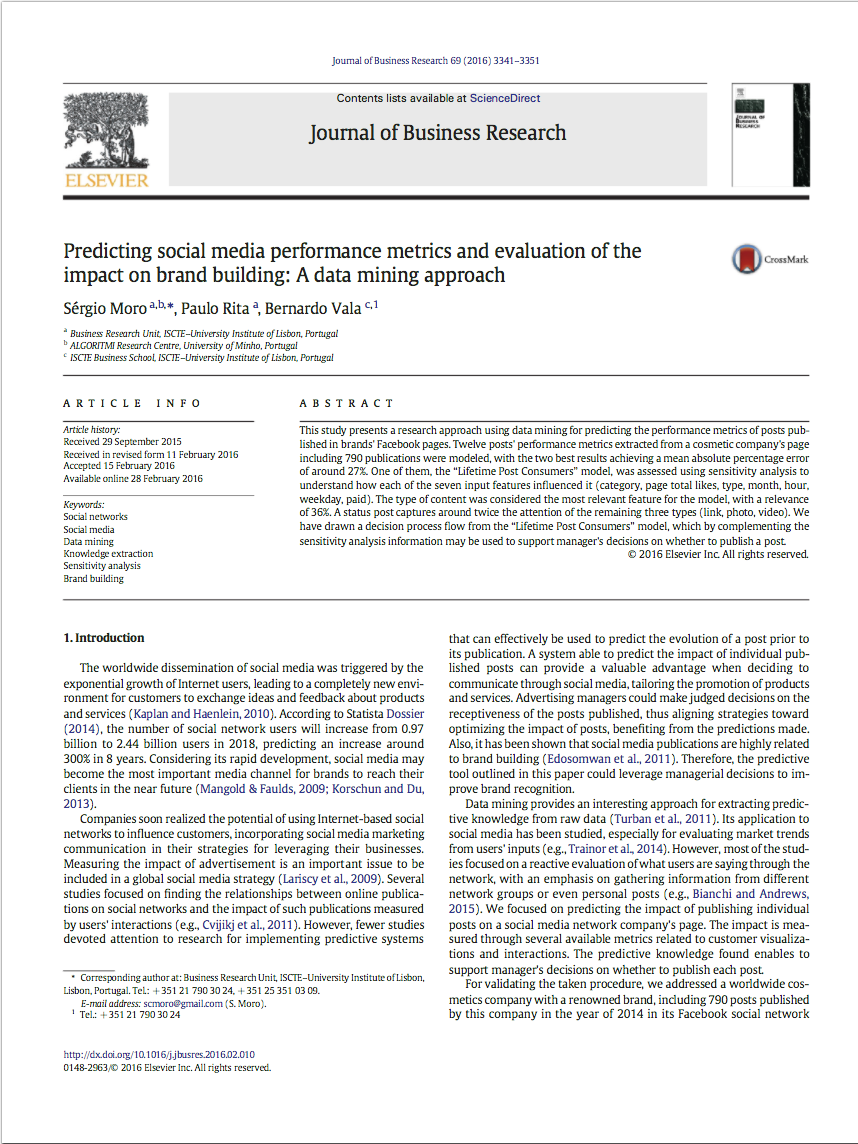 Journal of Business Research 69 (2016) 3341–3351
Contents lists available at ScienceDirect
Journal of Business Research
ELSEVIER
JOURNAL OF
BUSINESS
RESEARCH
Predicting social media performance metrics and evaluation of the
impact on brand building: A data mining approach
CrossMark
Sérgio Moro a,b,*, Paulo Rita a, Bernardo Vala c,1
a Business Research Unit, ISCTE–University Institute of Lisbon, Portugal
b ALGORITMI Research Centre, University of Minho, Portugal
c ISCTE Business School, ISCTE–University Institute of Lisbon, Portugal
ARTICLE INFO
Article history:
Received 29 September 2015
Received in revised form 11 February 2016
Accepted 15 February 2016
Available online 28 February 2016
Keywords:
Social networks
Social media
Data mining
Knowledge extraction
Sensitivity analysis
Brand building
ABSTRACT
This study presents a research approach using data mining for predicting the performance metrics of posts pub-
lished in brands' Facebook pages. Twelve posts' performance metrics extracted from a cosmetic company's page
including 790 publications were modeled, with the two best results achieving a mean absolute percentage error
of around 27%. One of them, the “Lifetime Post Consumers” model, was assessed using sensitivity analysis to
understand how each of the seven input features influenced it (category, page total likes, type, month, hour,
weekday, paid). The type of content was considered the most relevant feature for the model, with a relevance
of 36%. A status post captures around twice the attention of the remaining three types (link, photo, video). We
have drawn a decision process flow from the “Lifetime Post Consumers” model, which by complementing the
sensitivity analysis information may be used to support manager's decisions on whether to publish a post.
© 2016 Elsevier Inc. All rights reserved.
1. Introduction
The worldwide dissemination of social media was triggered by the
exponential growth of Internet users, leading to a completely new envi-
ronment for customers to exchange ideas and feedback about products
and services (Kaplan and Haenlein, 2010). According to Statista Dossier
(2014), the number of social network users will increase from 0.97
billion to 2.44 billion users in 2018, predicting an increase around
300% in 8 years. Considering its rapid development, social media may
become the most important media channel for brands to reach their
clients in the near future (Mangold & Faulds, 2009; Korschun and Du,
2013).
Companies soon realized the potential of using Internet-based social
networks to influence customers, incorporating social media marketing
communication in their strategies for leveraging their businesses.
Measuring the impact of advertisement is an important issue to be
included in a global social media strategy (Lariscy et al., 2009). Several
studies focused on finding the relationships between online publica-
tions on social networks and the impact of such publications measured
by users' interactions (e.g., Cvijikj et al., 2011). However, fewer studies
devoted attention to research for implementing predictive systems
* Corresponding author at: Business Research Unit, ISCTE–University Institute of Lisbon,
Lisbon, Portugal. Tel.: +351 21 790 30 24, +351 25 351 03 09.
E-mail address: scmoro@gmail.com (S. Moro).
1 Tel.: +351 21 790 30 24
that can effectively be used to predict the evolution of a post prior to
its publication. A system able to predict the impact of individual pub-
lished posts can provide a valuable advantage when deciding to
communicate through social media, tailoring the promotion of products
and services. Advertising managers could make judged decisions on the
receptiveness of the posts published, thus aligning strategies toward
optimizing the impact of posts, benefiting from the predictions made.
Also, it has been shown that social media publications are highly related
to brand building (Edosomwan et al., 2011). Therefore, the predictive
tool outlined in this paper could leverage managerial decisions to im-
prove brand recognition.
Data mining provides an interesting approach for extracting predic-
tive knowledge from raw data (Turban et al., 2011). Its application to
social media has been studied, especially for evaluating market trends
from users' inputs (e.g., Trainor et al., 2014). However, most of the stud-
ies focused on a reactive evaluation of what users are saying through the
network, with an emphasis on gathering information from different
network groups or even personal posts (e.g., Bianchi and Andrews,
2015). We focused on predicting the impact of publishing individual
posts on a social media network company's page. The impact is mea-
sured through several available metrics related to customer visualiza-
tions and interactions. The predictive knowledge found enables to
support manager's decisions on whether to publish each post.
For validating the taken procedure, we addressed a worldwide cos-
metics company with a renowned brand, including 790 posts published
by this company in the year of 2014 in its Facebook social network
http://dx.doi.org/10.1016/j.jbusres.2016.02.010
0148-2963/© 2016 Elsevier Inc. All rights reserved.